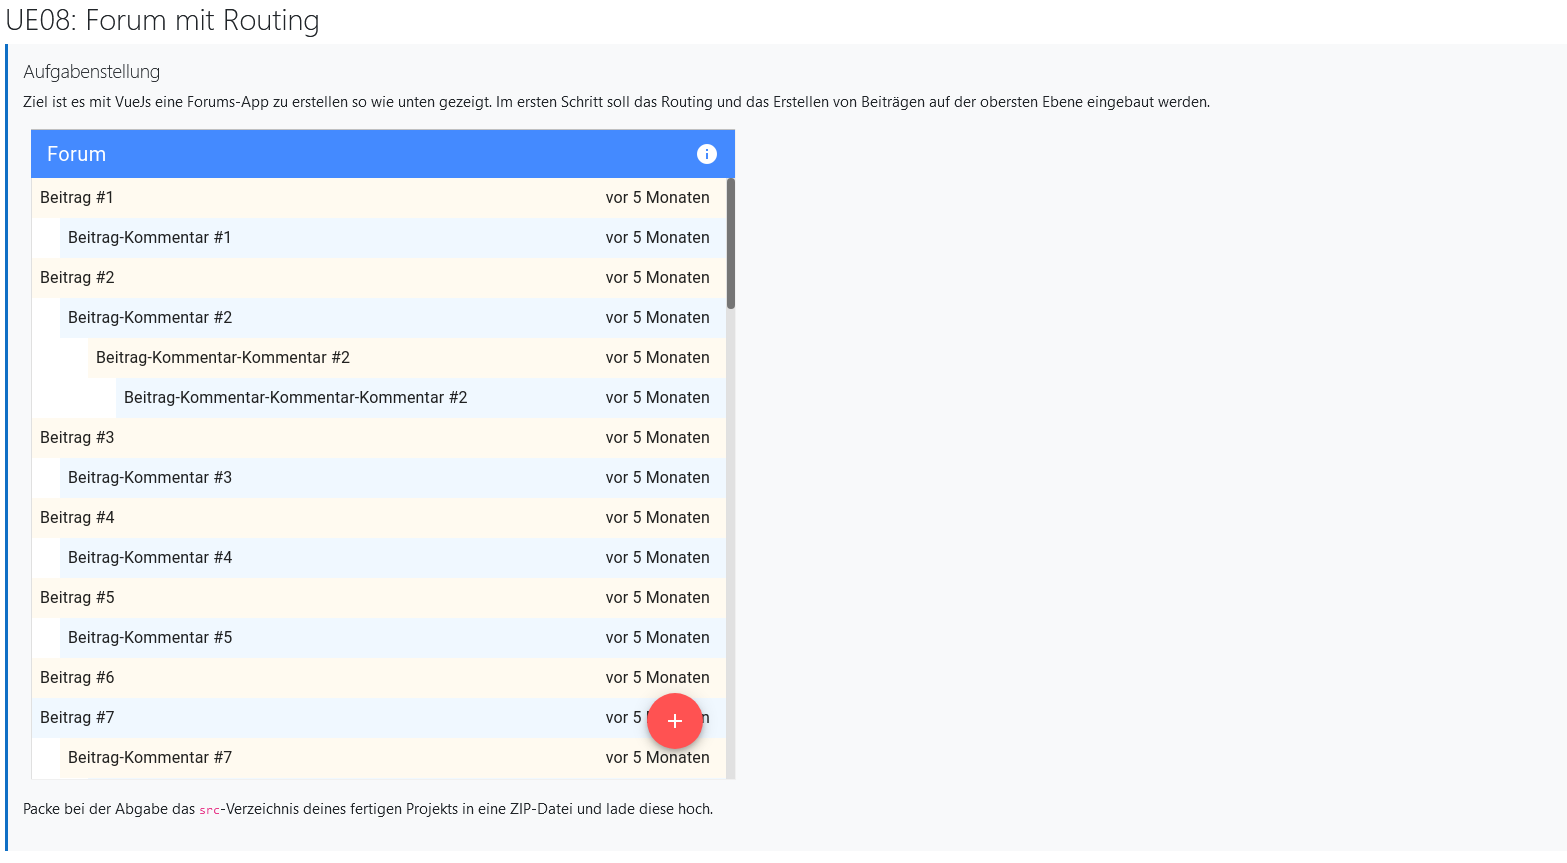 UE08: Forum mit Routing
Aufgabenstellung
Ziel ist es mit VueJs eine Forums-App zu erstellen so wie unten gezeigt. Im ersten Schritt soll das Routing und das Erstellen von Beiträgen auf der obersten Ebene eingebaut werden.
Forum
Beitrag #1 vor 5 Monaten
Beitrag-Kommentar #1 vor 5 Monaten
Beitrag #2 vor 5 Monaten
Beitrag-Kommentar #2 vor 5 Monaten
Beitrag-Kommentar-Kommentar #2 vor 5 Monaten
Beitrag-Kommentar-Kommentar-Kommentar #2 vor 5 Monaten
Beitrag #3 vor 5 Monaten
Beitrag-Kommentar #3 vor 5 Monaten
Beitrag #4 vor 5 Monaten
Beitrag-Kommentar #4 vor 5 Monaten
Beitrag #5 vor 5 Monaten
Beitrag-Kommentar #5 vor 5 Monaten
Beitrag #6 vor 5 Monaten
Beitrag #7 vor 5
Beitrag-Kommentar #7 vor 5 Monaten
Packe bei der Abgabe das src-Verzeichnis deines fertigen Projekts in eine ZIP-Datei und lade diese hoch.